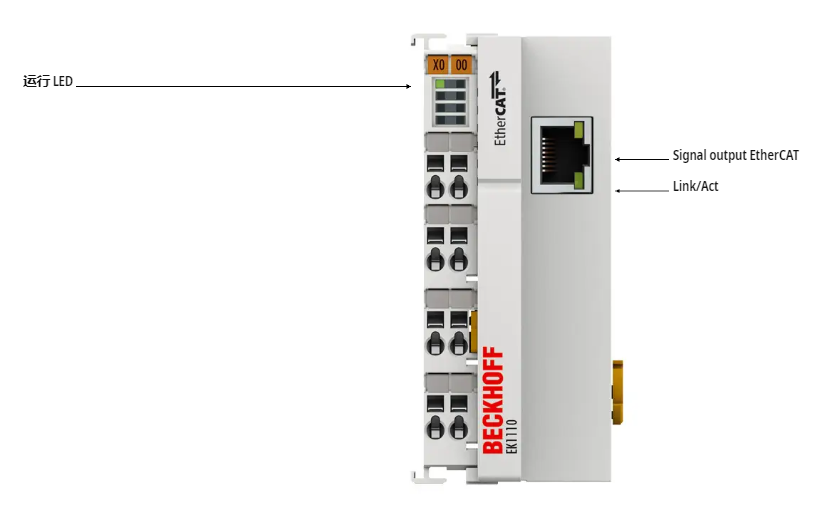 X0 00
运行 LED
EtherCAT®
Signal output EtherCAT
Link/Act
BECKHOFF
EK1110